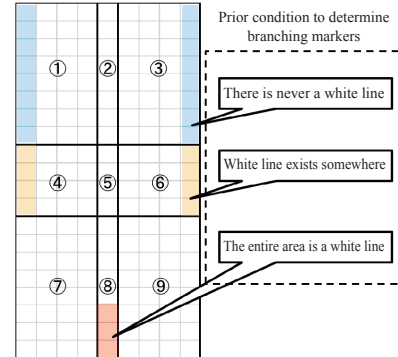 Prior condition to determine
branching markers
① ② ③
There is never a white line
④ ⑤ ⑥
White line exists somewhere
The entire area is a white line
⑦ ⑧ ⑨